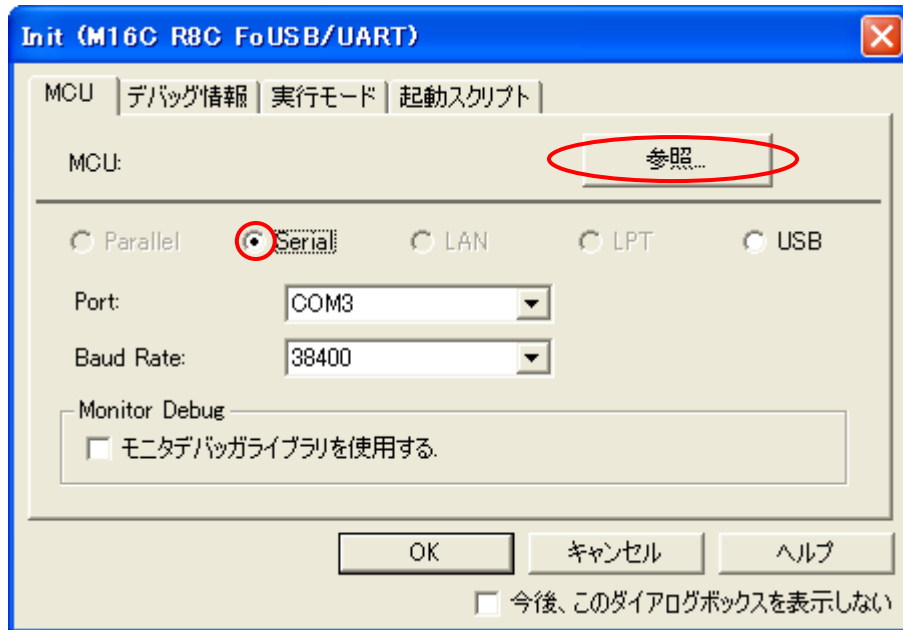 Init (M16C R8C FoUSB/UART)
MCU デバッグ情報 実行モード 起動スクリプト
MCU: 参照...
Parallel Serial LAN LPT USB
Port: COM3
Baud Rate: 38400
Monitor Debug
モニタデバッガライブラリを使用する.
OK キャンセル ヘルプ
今後、このダイアログボックスを表示しない